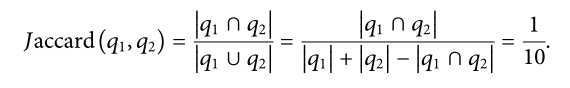 Jaccard(q₁, q₂) = |q₁ ∩ q₂| / |q₁ ∪ q₂| = |q₁ ∩ q₂| / (|q₁| + |q₂| − |q₁ ∩ q₂|) = 1/10.